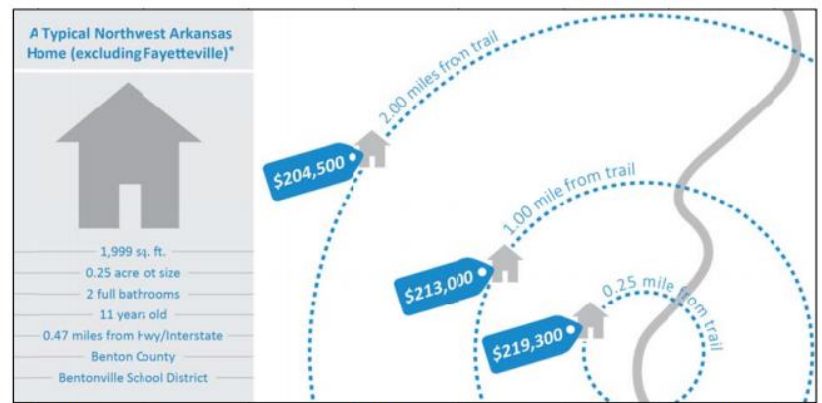 A Typical Northwest Arkansas
Home (excluding Fayetteville)*
1,999 sq. ft.
0.25 acre ot size
2 full bathrooms
11 years old
0.47 miles from Hwy/Interstate
Benton County
Bentonville School District
2.00 miles from trail
$204,500
1.00 mile from trail
$213,000
0.25 mile from trail
$219,300